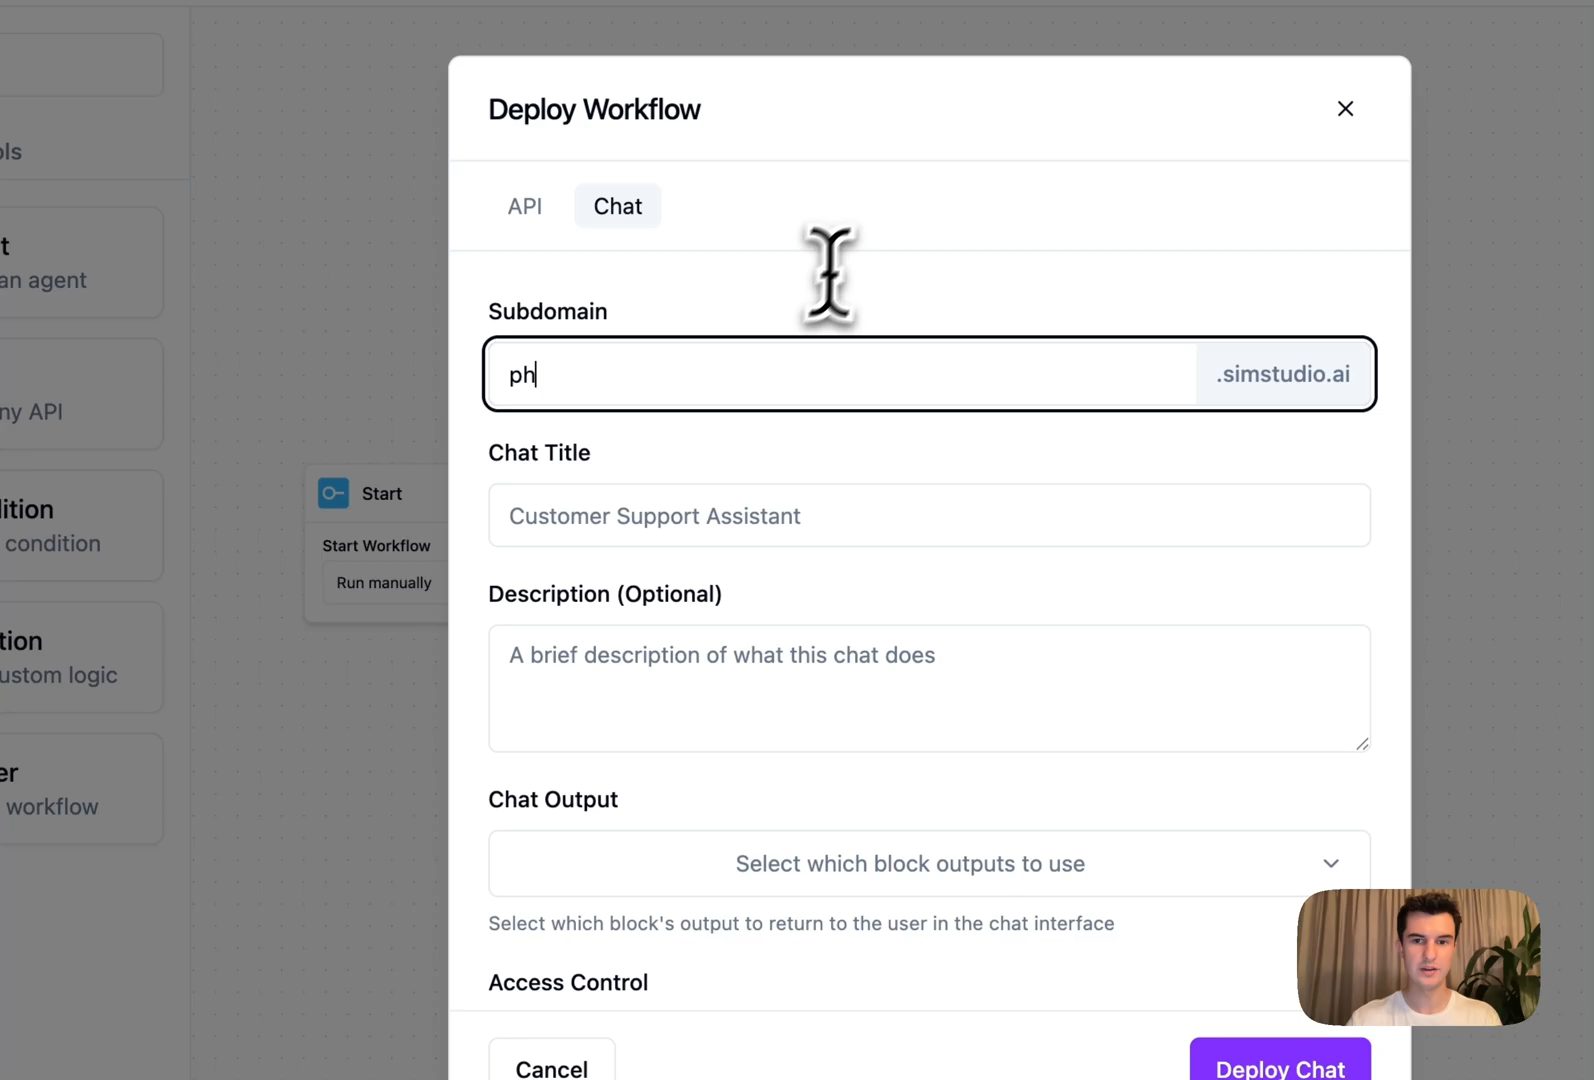 Deploy Workflow
ols
API
Chat
t
an agent
Subdomain
ph
.simstudio.ai
ny API
Chat Title
Start
Customer Support Assistant
ition
condition
Start Workflow
Run manually
Description (Optional)
tion
A brief description of what this chat does
ustom logic
er
workflow
Chat Output
Select which block outputs to use
Select which block's output to return to the user in the chat interface
Access Control
Cancel
Deploy Chat